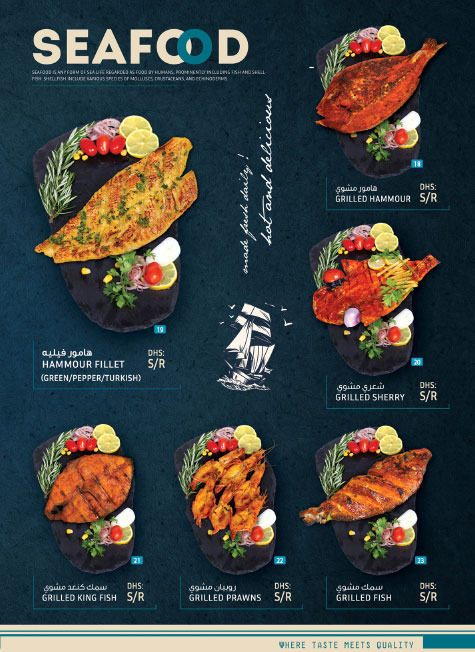 SEAFOOD
SEAFOOD IS ANY FORM OF SEA LIFE REGARDED AS FOOD BY HUMANS, PROMINENTLY INCLUDING FISH AND SHELL
FISH. SHELLFISH INCLUDE VARIOUS SPECIES OF MOLLUSCS, CRUSTACEANS, AND ECHINODERMS.
made fresh daily !
hot and delicious
18
هامور مشوي
GRILLED HAMMOUR
DHS:
S/R
19
هامور فيليه
HAMMOUR FILLET
(GREEN/PEPPER/TURKISH)
DHS:
S/R
20
شعري مشوي
GRILLED SHERRY
DHS:
S/R
21
سمك كنعد مشوي
GRILLED KING FISH
DHS:
S/R
22
روبيان مشوي
GRILLED PRAWNS
DHS:
S/R
23
سمك مشوي
GRILLED FISH
DHS:
S/R
WHERE TASTE MEETS QUALITY